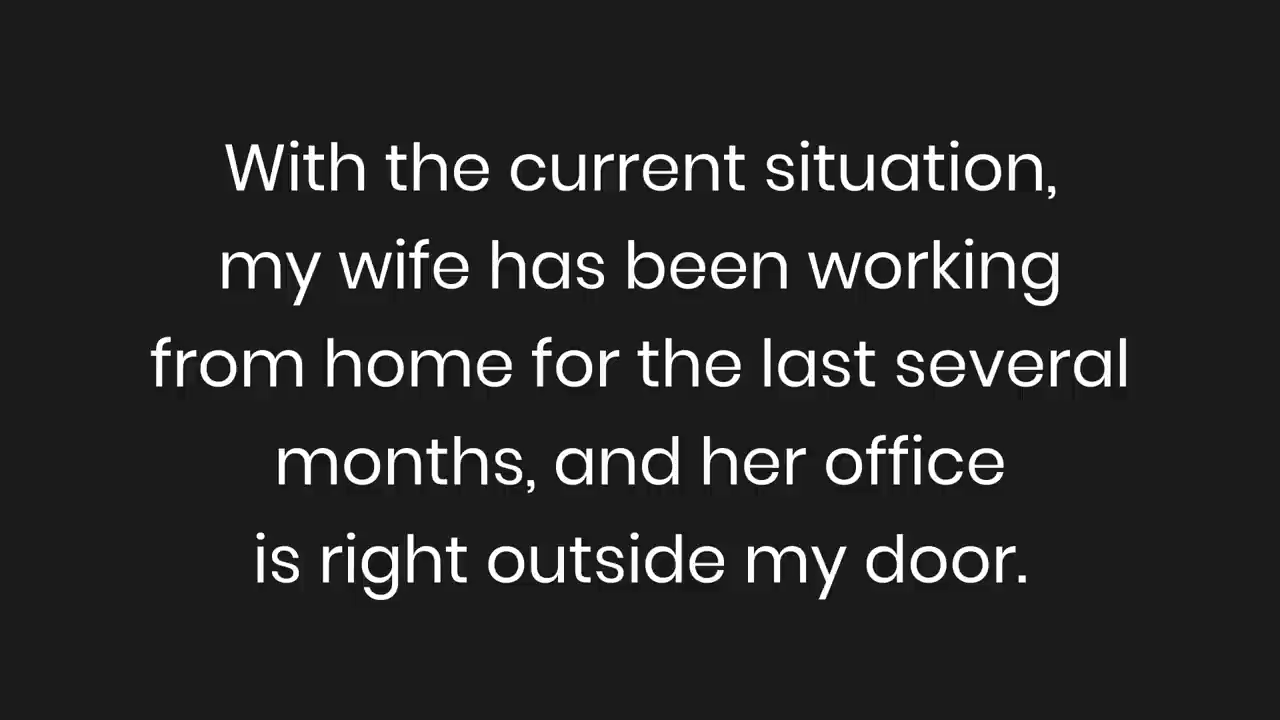 With the current situation,
my wife has been working
from home for the last several
months, and her office
is right outside my door.